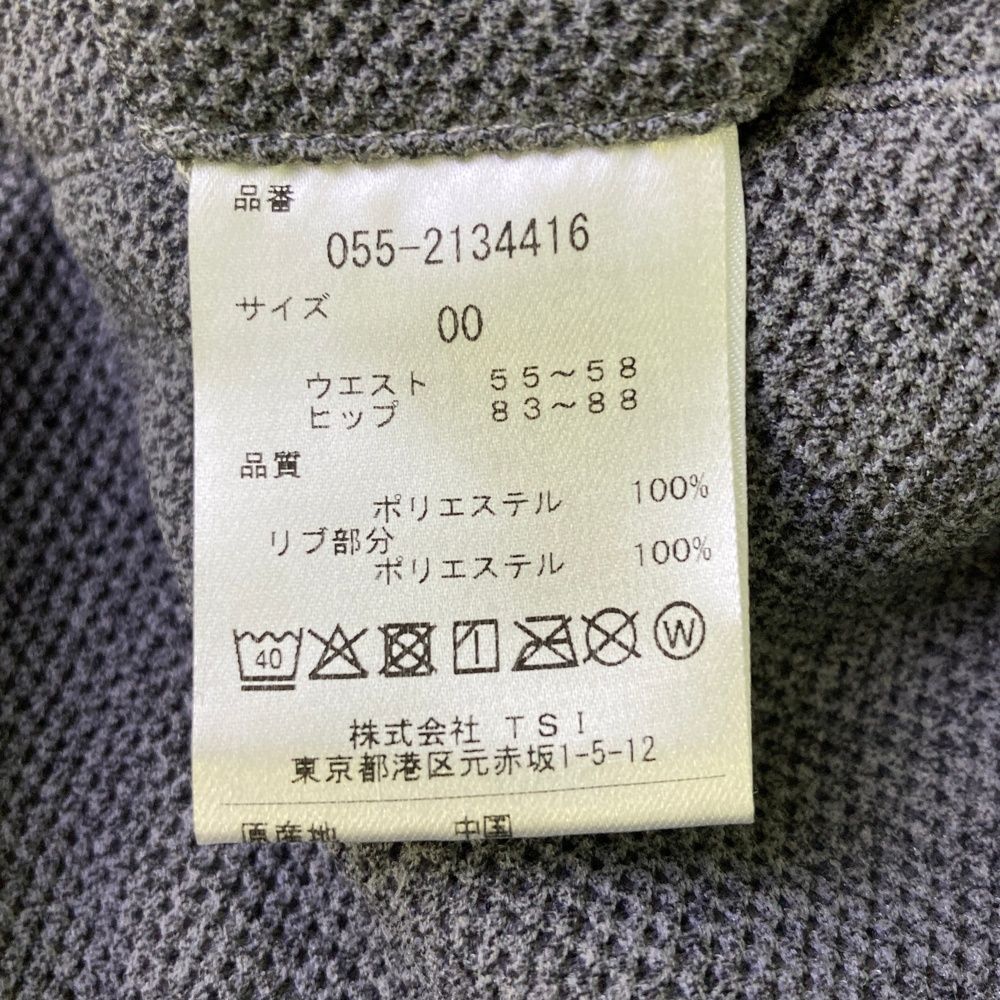 品番
055-2134416
サイズ 00
ウエスト 55～58
ヒップ 83～88
品質
ポリエステル 100%
リブ部分
ポリエステル 100%
40 W
株式会社 TSI
東京都港区元赤坂1-5-12
原産地 中国